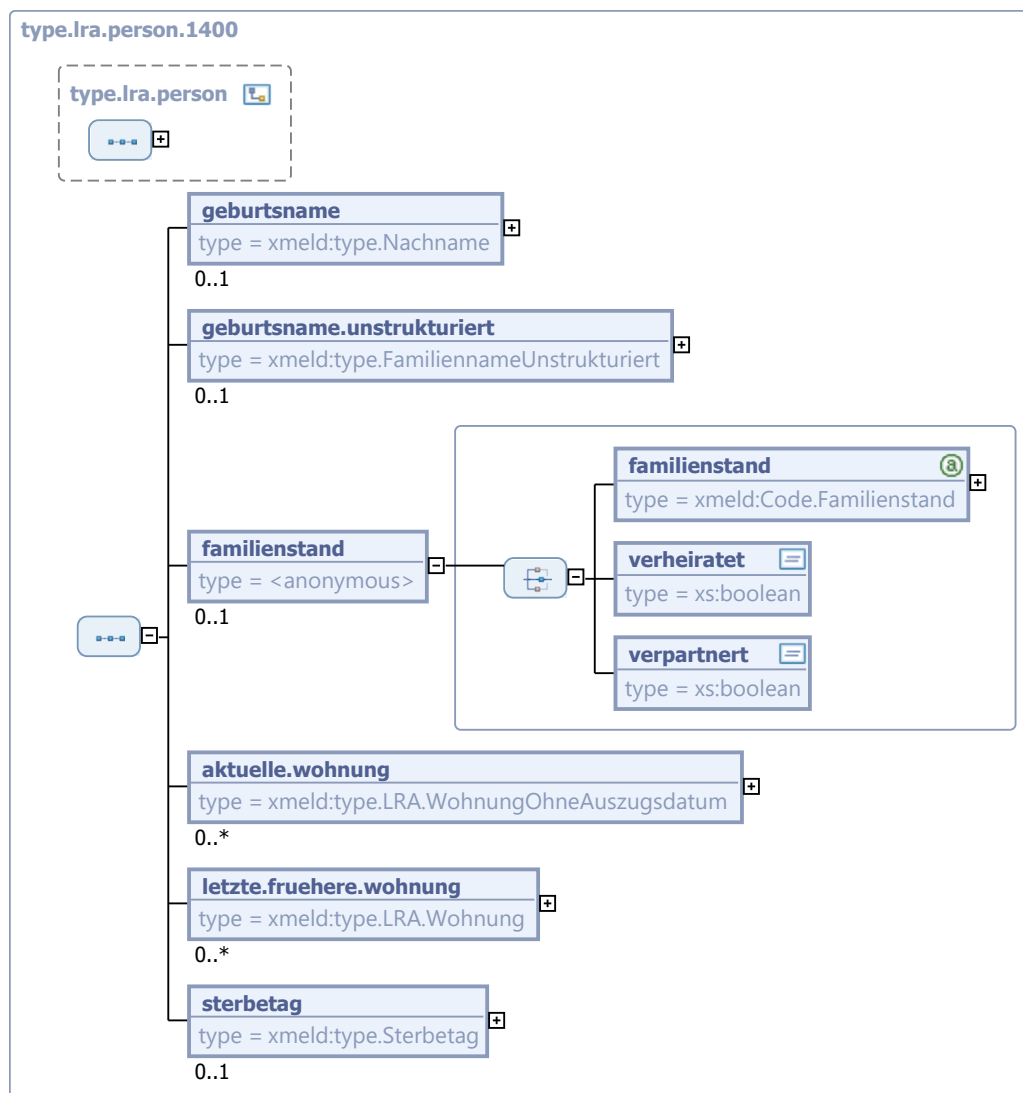 type.lra.person.1400
type.lra.person
geburtsname
type = xmeld:type.Nachname
0..1
geburtsname.unstrukturiert
type = xmeld:type.FamiliennameUnstrukturiert
0..1
familienstand
type = xmeld:Code.Familienstand
familienstand
type = <anonymous>
0..1
verheiratet
type = xs:boolean
verpartnert
type = xs:boolean
aktuelle.wohnung
type = xmeld:type.LRA.WohnungOhneAuszugsdatum
0..*
letzte.fruehere.wohnung
type = xmeld:type.LRA.Wohnung
0..*
sterbetag
type = xmeld:type.Sterbetag
0..1